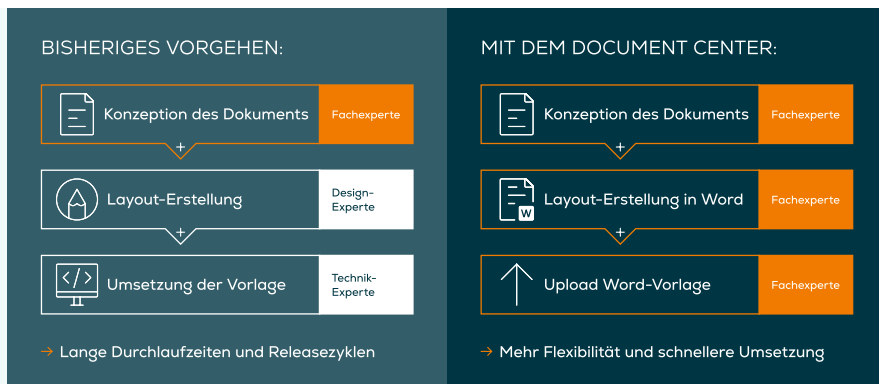 BISHERIGES VORGEHEN:
Konzeption des Dokuments
Fachexperte
+
Layout-Erstellung
Design-
Experte
+
</>
Umsetzung der Vorlage
Technik-
Experte
→ Lange Durchlaufzeiten und Releasezyklen
MIT DEM DOCUMENT CENTER:
Konzeption des Dokuments
Fachexperte
+
W
Layout-Erstellung in Word
Fachexperte
+
Upload Word-Vorlage
Fachexperte
→ Mehr Flexibilität und schnellere Umsetzung